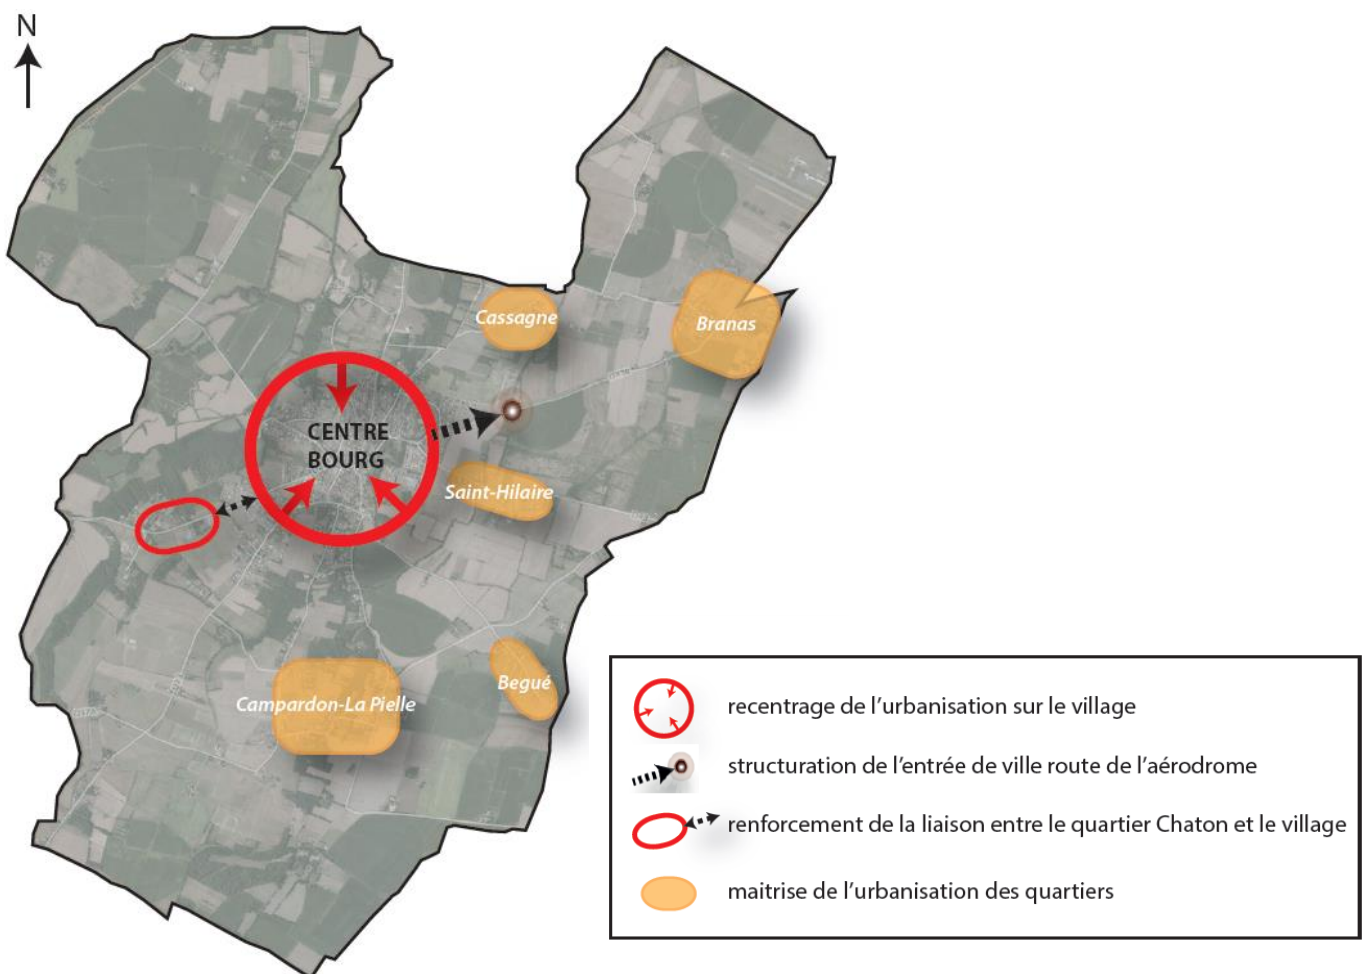 N
Cassagne
Branas
CENTRE
BOURG
Saint-Hilaire
Begué
Campardon-La Pielle
recentrage de l'urbanisation sur le village
structuration de l'entrée de ville route de l'aérodrome
renforcement de la liaison entre le quartier Chaton et le village
maitrise de l'urbanisation des quartiers